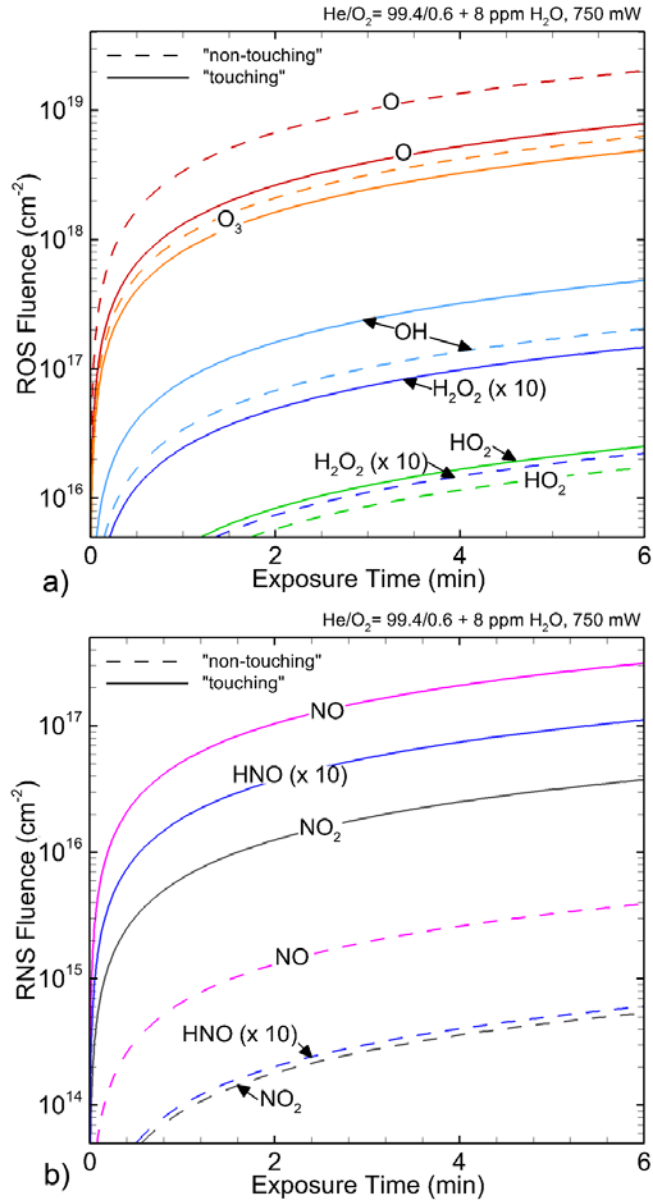 He/O₂= 99.4/0.6 + 8 ppm H₂O, 750 mW
"non-touching"
"touching"
10¹⁹
10¹⁸
10¹⁷
10¹⁶
ROS Fluence (cm⁻²)
O
O
O₃
OH
H₂O₂ (x 10)
HO₂
H₂O₂ (x 10)
HO₂
0
2
4
6
a)
Exposure Time (min)
He/O₂= 99.4/0.6 + 8 ppm H₂O, 750 mW
"non-touching"
"touching"
10¹⁷
10¹⁶
10¹⁵
10¹⁴
RNS Fluence (cm⁻²)
NO
HNO (x 10)
NO₂
NO
HNO (x 10)
NO₂
0
2
4
6
b)
Exposure Time (min)